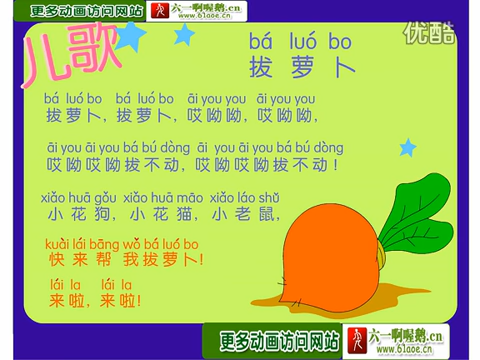 更多动画访问网站 六一啊喔鹅.cn
www.61aoe.cn
优酷
儿歌
bá luó bo
拔 萝 卜
bá luó bo bá luó bo āi you you āi you you
拔萝卜, 拔萝卜, 哎呦呦, 哎呦呦,
āi you āi you bá bú dòng āi you āi you bá bú dòng
哎呦哎呦拔不动, 哎呦哎呦拔不动!
xiǎo huā gǒu xiǎo huā māo xiǎo láo shǔ
小花狗, 小花猫, 小老鼠,
kuài lái bāng wǒ bá luó bo
快来帮我拔萝卜!
lái la lái la
来啦, 来啦!
更多动画访问网站 六一啊喔鹅.cn
www.61aoe.cn